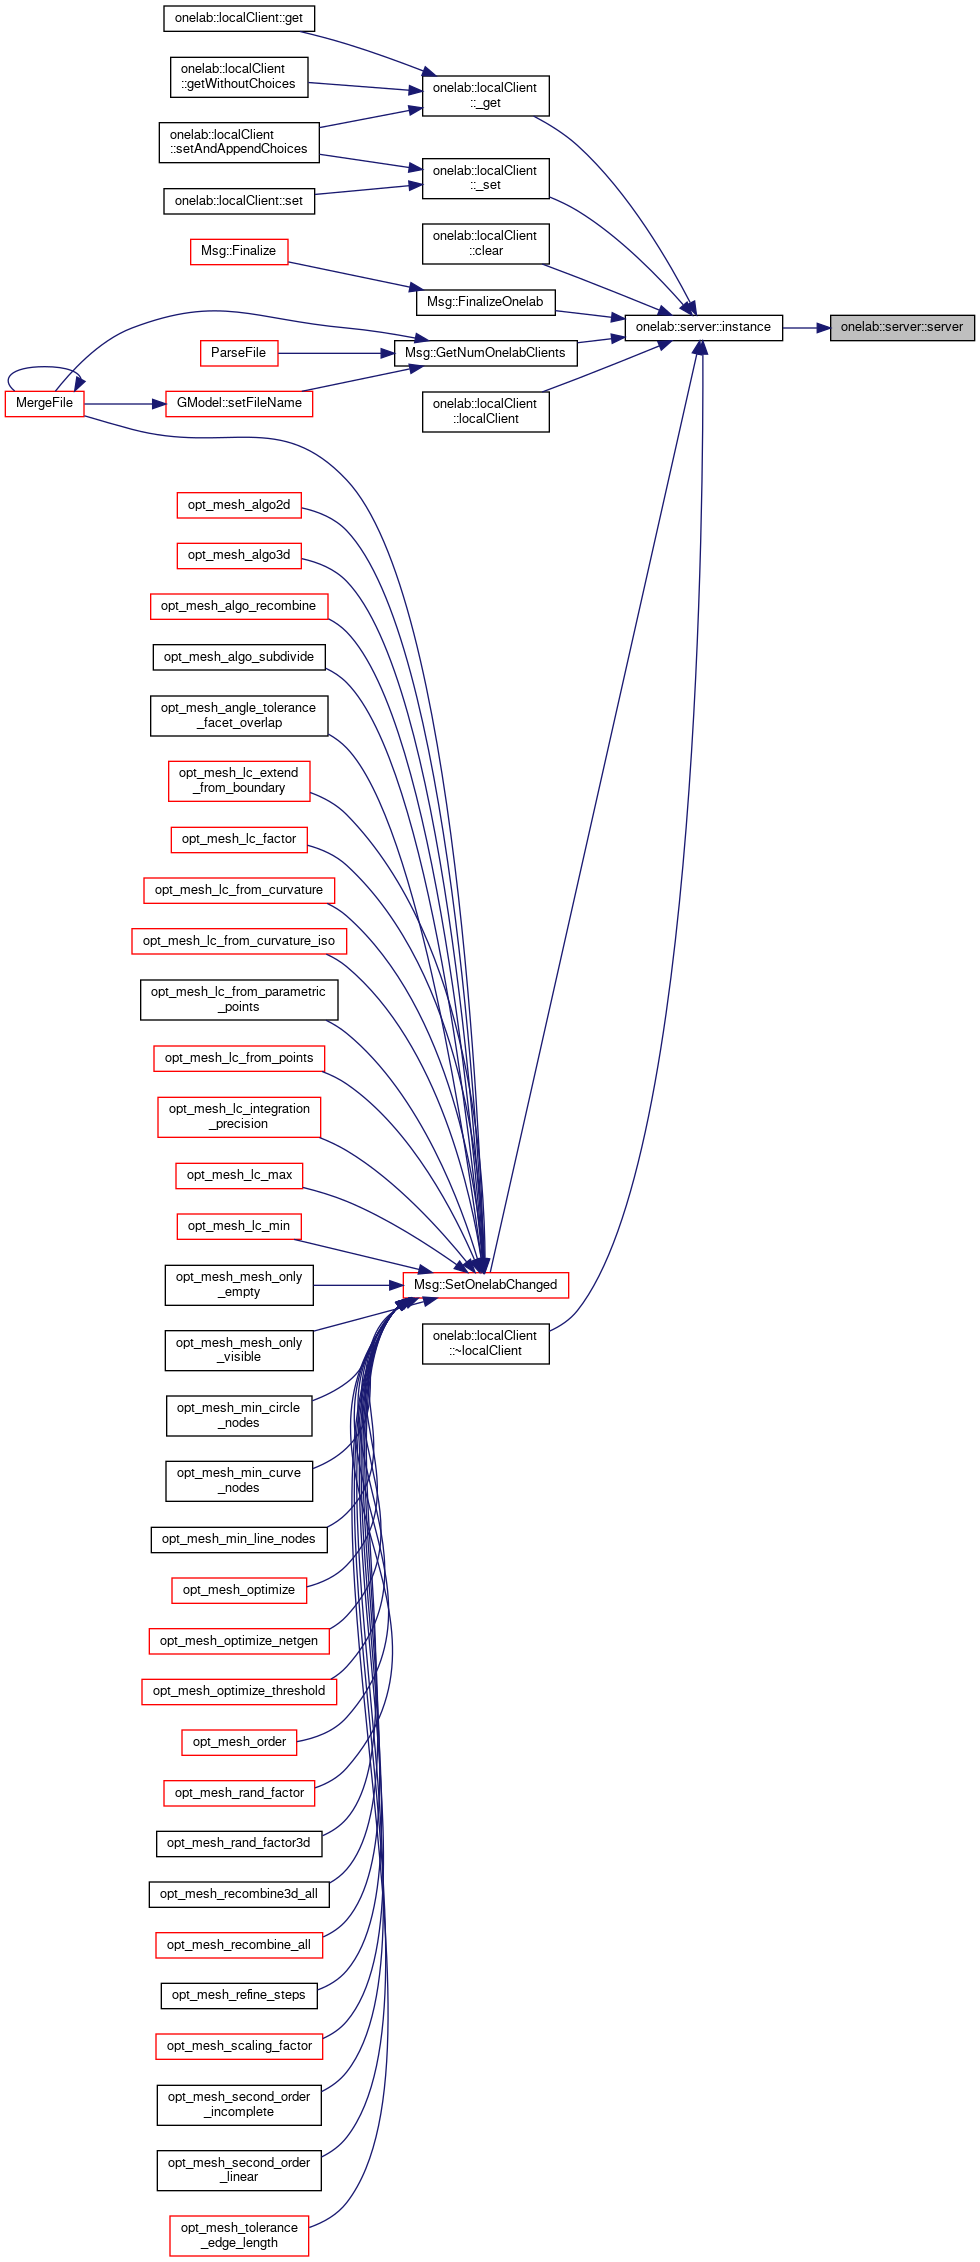 onelab::localClient::get
onelab::localClient
::getWithoutChoices
onelab::localClient
::_get
onelab::localClient
::setAndAppendChoices
onelab::localClient
::_set
onelab::localClient::set
onelab::localClient
::clear
Msg::Finalize
Msg::FinalizeOnelab
onelab::server::instance
onelab::server::server
ParseFile
Msg::GetNumOnelabClients
MergeFile
GModel::setFileName
onelab::localClient
::localClient
opt_mesh_algo2d
opt_mesh_algo3d
opt_mesh_algo_recombine
opt_mesh_algo_subdivide
opt_mesh_angle_tolerance
_facet_overlap
opt_mesh_lc_extend
_from_boundary
opt_mesh_lc_factor
opt_mesh_lc_from_curvature
opt_mesh_lc_from_curvature_iso
opt_mesh_lc_from_parametric
_points
opt_mesh_lc_from_points
opt_mesh_lc_integration
_precision
opt_mesh_lc_max
opt_mesh_lc_min
opt_mesh_mesh_only
_empty
Msg::SetOnelabChanged
opt_mesh_mesh_only
_visible
onelab::localClient
::~localClient
opt_mesh_min_circle
_nodes
opt_mesh_min_curve
_nodes
opt_mesh_min_line_nodes
opt_mesh_optimize
opt_mesh_optimize_netgen
opt_mesh_optimize_threshold
opt_mesh_order
opt_mesh_rand_factor
opt_mesh_rand_factor3d
opt_mesh_recombine3d_all
opt_mesh_recombine_all
opt_mesh_refine_steps
opt_mesh_scaling_factor
opt_mesh_second_order
_incomplete
opt_mesh_second_order
_linear
opt_mesh_tolerance
_edge_length